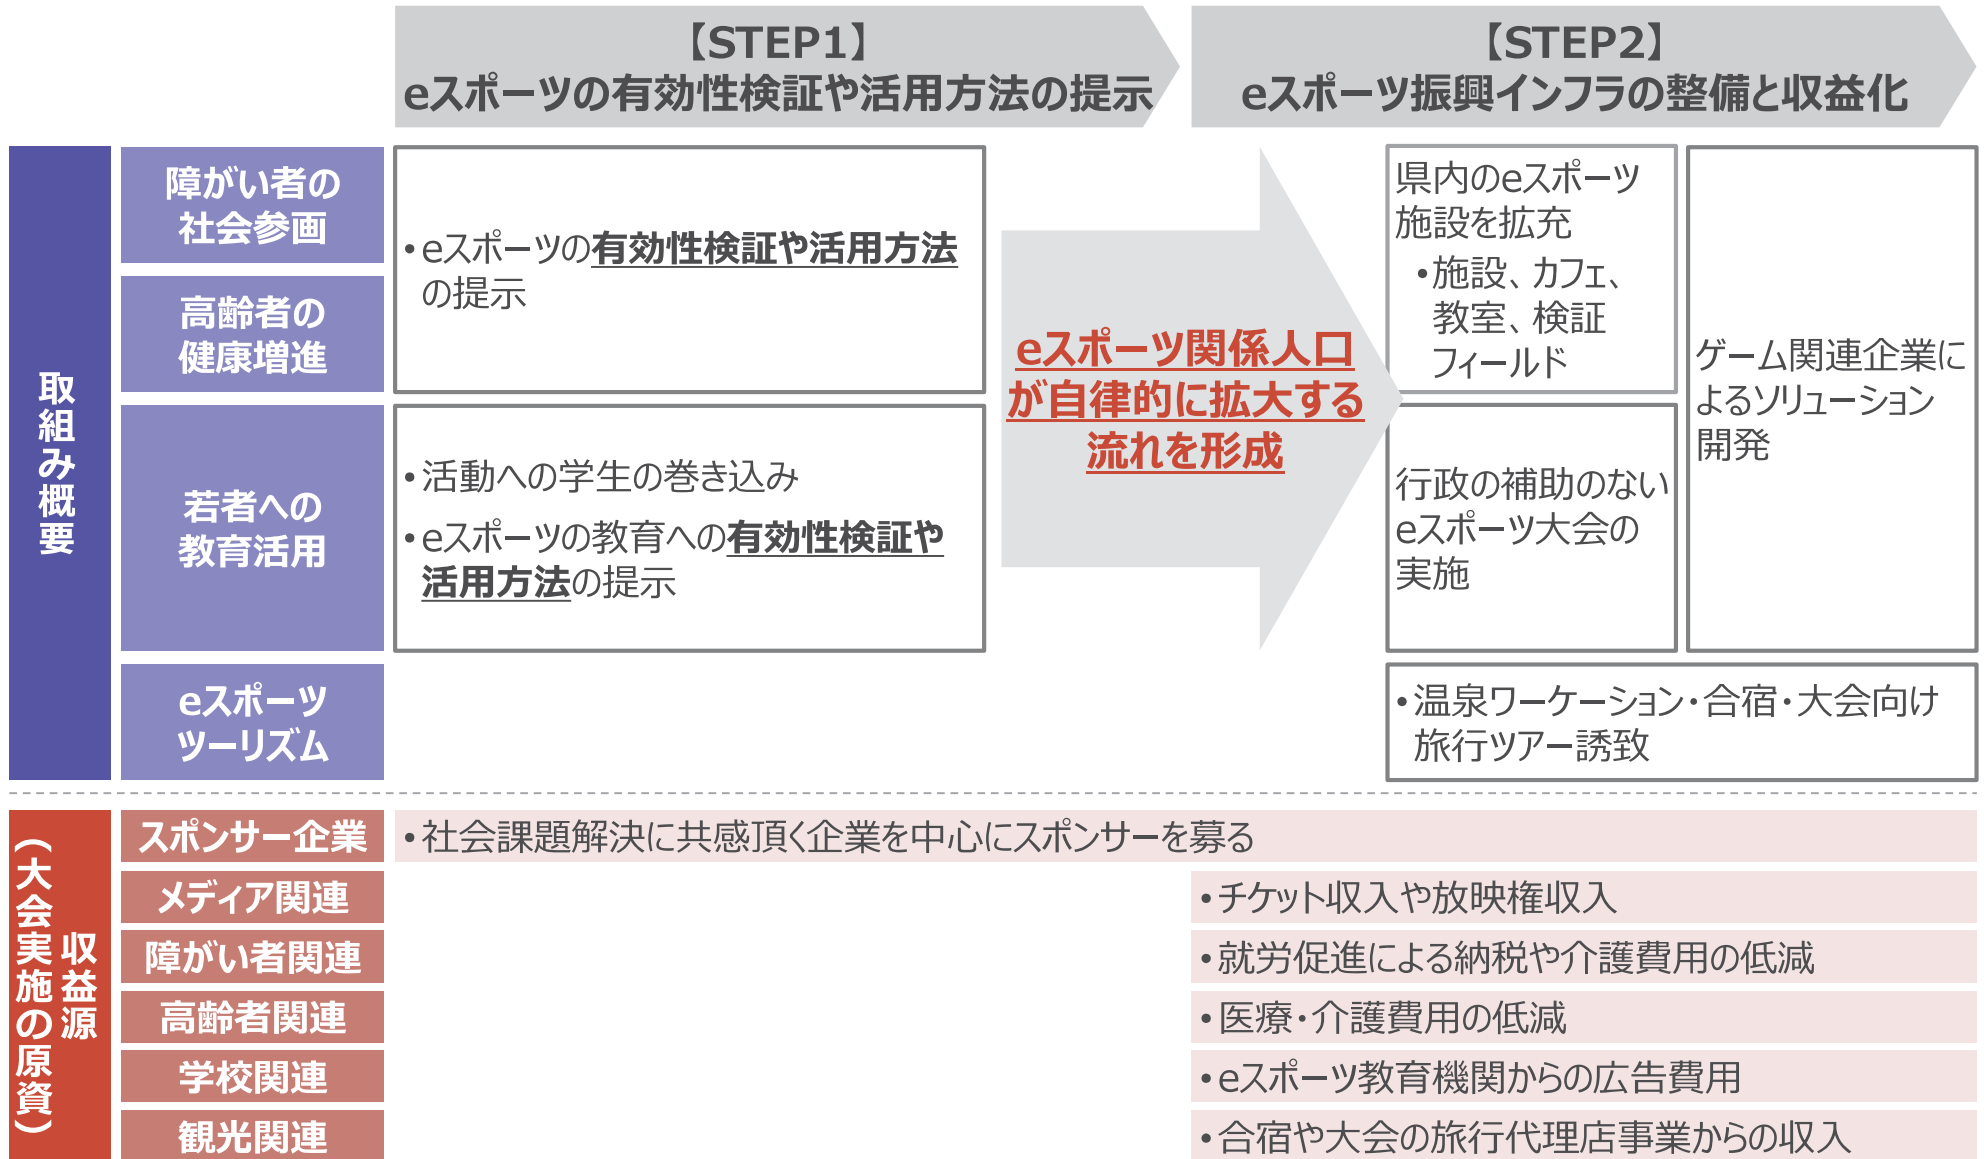 【STEP1】
eスポーツの有効性検証や活用方法の提示
【STEP2】
eスポーツ振興インフラの整備と収益化
取組み概要
障がい者の
社会参画
高齢者の
健康増進
・eスポーツの有効性検証や活用方法
の提示
若者への
教育活用
・活動への学生の巻き込み
・eスポーツの教育への有効性検証や
活用方法の提示
eスポーツ関係人口
が自律的に拡大する
流れを形成
県内のeスポーツ
施設を拡充
・施設、カフェ、
教室、検証
フィールド
行政の補助のない
eスポーツ大会の
実施
ゲーム関連企業に
よるソリューション
開発
eスポーツ
ツーリズム
・温泉ワーケーション・合宿・大会向け
旅行ツアー誘致
収益源
（大会実施の原資）
スポンサー企業
・社会課題解決に共感頂く企業を中心にスポンサーを募る
メディア関連
・チケット収入や放映権収入
障がい者関連
・就労促進による納税や介護費用の低減
高齢者関連
・医療・介護費用の低減
学校関連
・eスポーツ教育機関からの広告費用
観光関連
・合宿や大会の旅行代理店事業からの収入